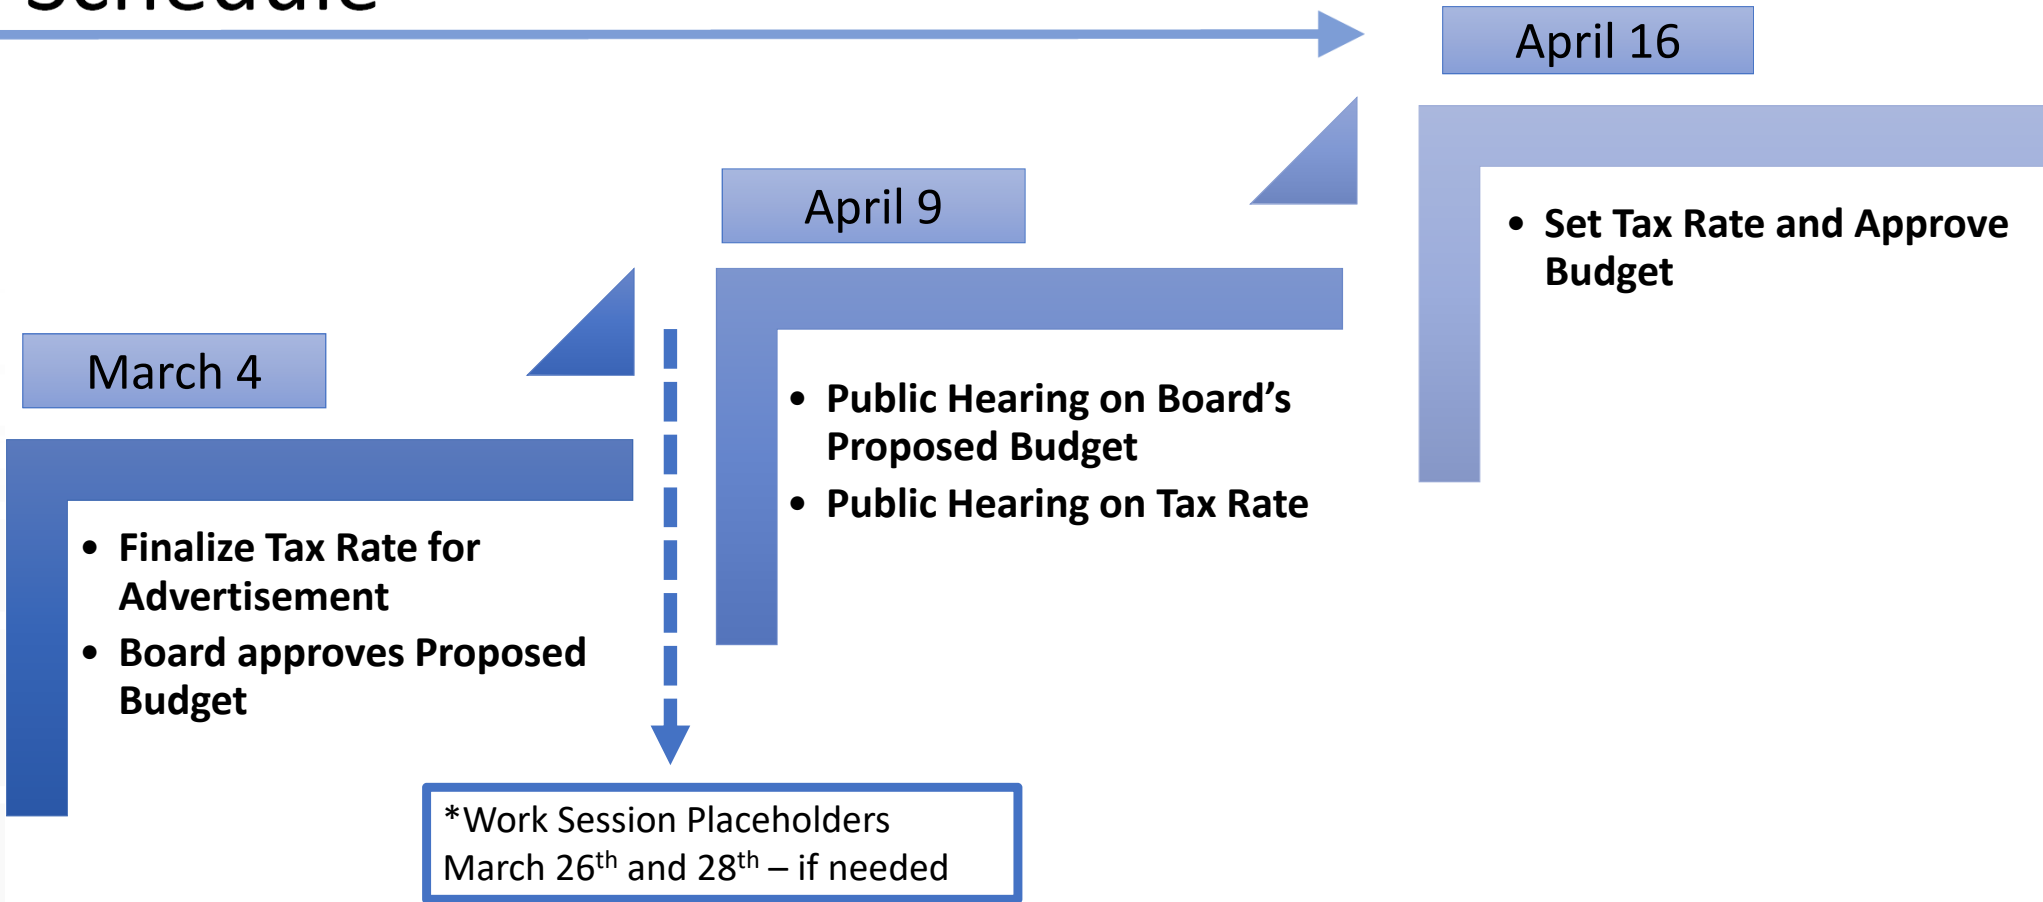 Schedule
April 16
• Set Tax Rate and Approve
Budget
April 9
• Public Hearing on Board’s
Proposed Budget
• Public Hearing on Tax Rate
March 4
• Finalize Tax Rate for
Advertisement
• Board approves Proposed
Budget
*Work Session Placeholders
March 26th and 28th – if needed